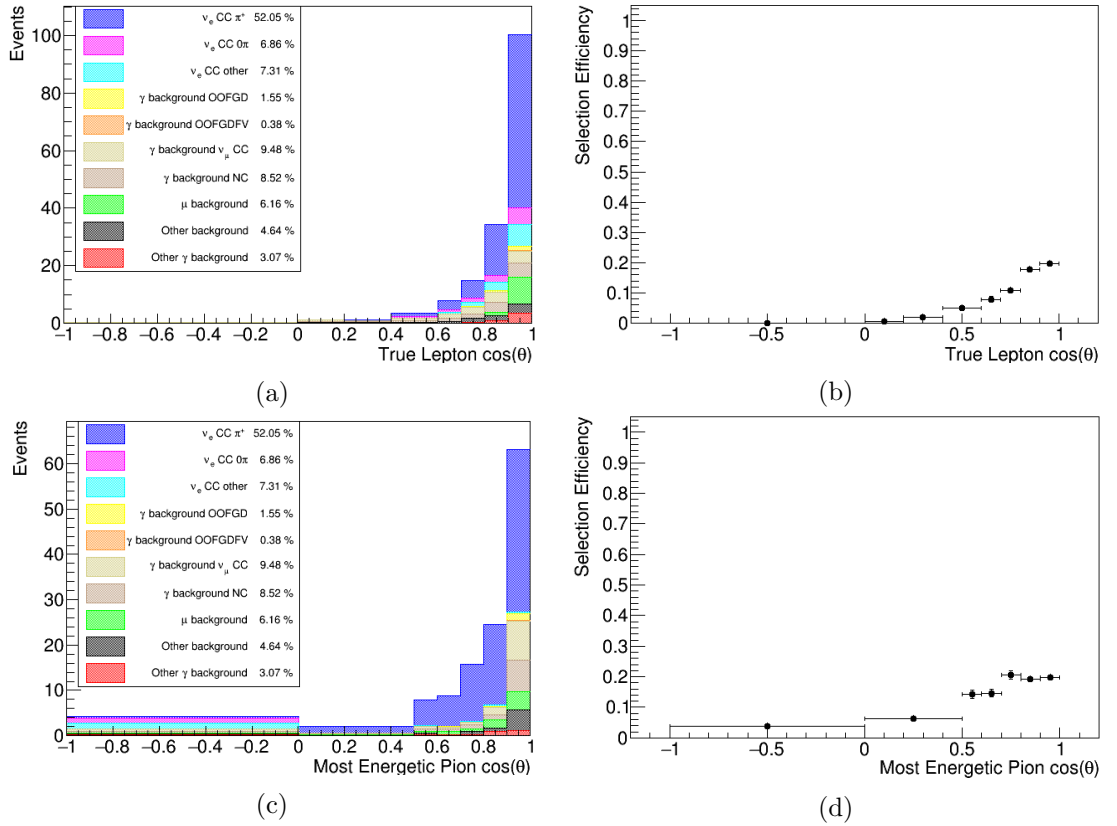 Events
100
80
60
40
20
0
ν_e CC π⁺ 52.05 %
ν_e CC 0π 6.86 %
ν_e CC other 7.31 %
γ background OOFGD 1.55 %
γ background OOFGDFV 0.38 %
γ background ν_μ CC 9.48 %
γ background NC 8.52 %
μ background 6.16 %
Other background 4.64 %
Other γ background 3.07 %
−1 −0.8 −0.6 −0.4 −0.2 0 0.2 0.4 0.6 0.8 1
True Lepton cos(θ)
(a)
Selection Efficiency
1
0.9
0.8
0.7
0.6
0.5
0.4
0.3
0.2
0.1
0
−1 −0.5 0 0.5 1
True Lepton cos(θ)
(b)
Events
60
50
40
30
20
10
0
ν_e CC π⁺ 52.05 %
ν_e CC 0π 6.86 %
ν_e CC other 7.31 %
γ background OOFGD 1.55 %
γ background OOFGDFV 0.38 %
γ background ν_μ CC 9.48 %
γ background NC 8.52 %
μ background 6.16 %
Other background 4.64 %
Other γ background 3.07 %
−1 −0.8 −0.6 −0.4 −0.2 0 0.2 0.4 0.6 0.8 1
Most Energetic Pion cos(θ)
(c)
Selection Efficiency
1
0.9
0.8
0.7
0.6
0.5
0.4
0.3
0.2
0.1
0
−1 −0.5 0 0.5 1
Most Energetic Pion cos(θ)
(d)